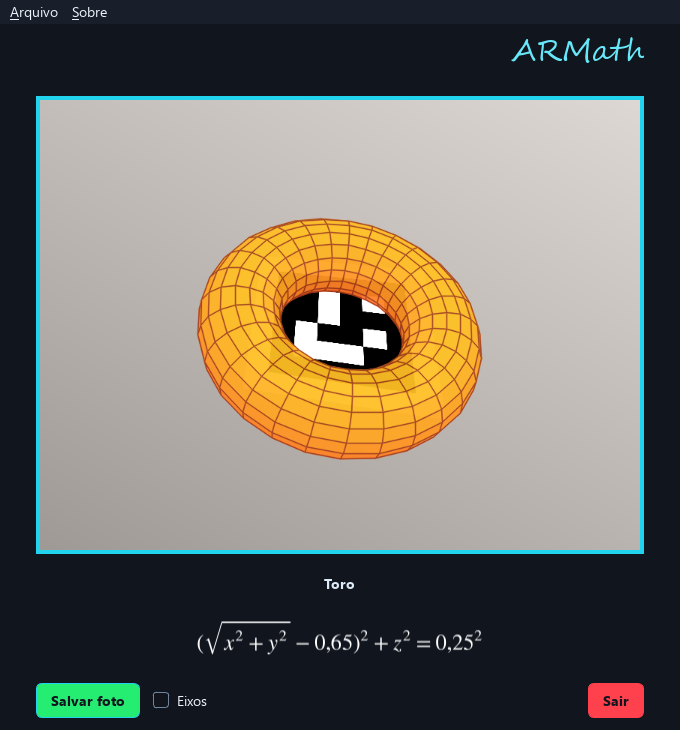 Arquivo Sobre
ARMath
Toro
(√x² + y² − 0,65)² + z² = 0,25²
Salvar foto Eixos Sair